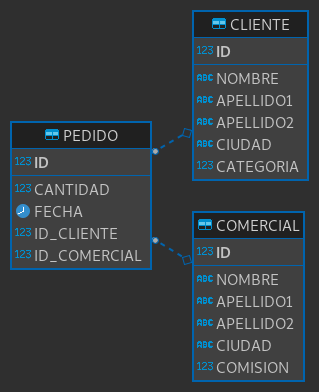 CLIENTE
123 ID
ABC NOMBRE
ABC APELLIDO1
ABC APELLIDO2
ABC CIUDAD
123 CATEGORIA
PEDIDO
123 ID
123 CANTIDAD
FECHA
123 ID_CLIENTE
123 ID_COMERCIAL
COMERCIAL
123 ID
ABC NOMBRE
ABC APELLIDO1
ABC APELLIDO2
ABC CIUDAD
123 COMISION